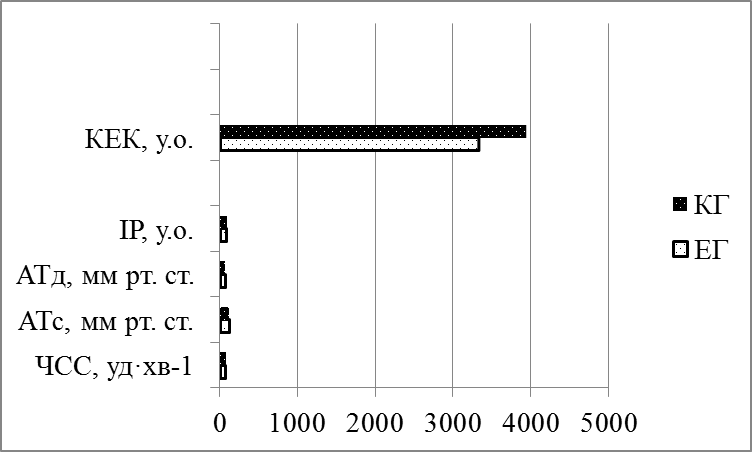 КЕК, у.о.
ІР, у.о.
АТд, мм рт. ст.
АТс, мм рт. ст.
ЧСС, уд·хв-1
0 1000 2000 3000 4000 5000
КГ
ЕГ